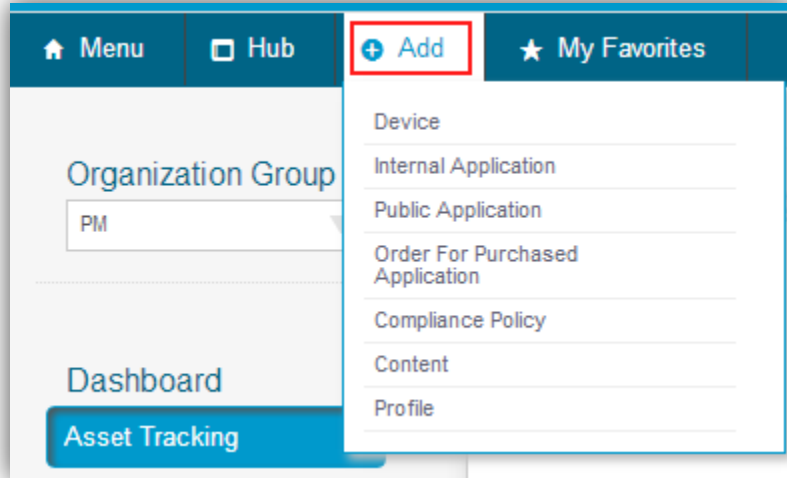 Menu
Hub
Add
My Favorites
Device
Internal Application
Public Application
Order For Purchased
Application
Compliance Policy
Content
Profile
Organization Group
PM
Dashboard
Asset Tracking